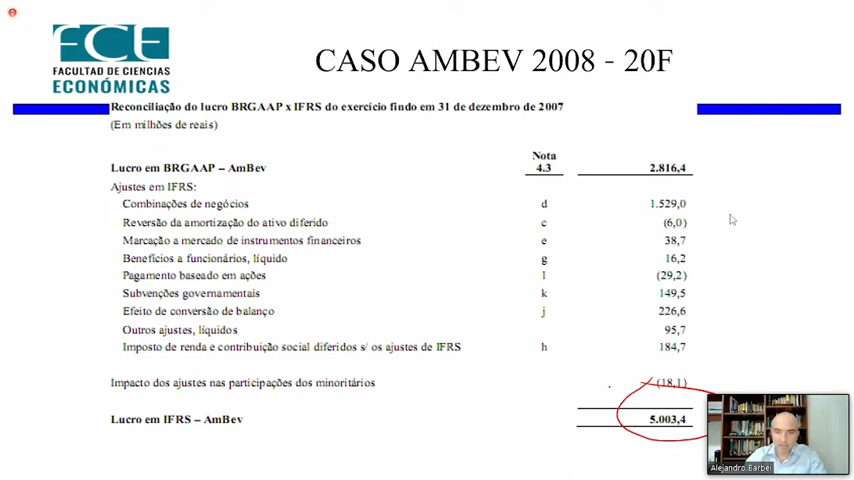 FCE
FACULTAD DE CIENCIAS
ECONÓMICAS
CASO AMBEV 2008 - 20F
Reconciliação do lucro BRGAAP x IFRS do exercício findo em 31 de dezembro de 2007
(Em milhões de reais)
Nota
Lucro em BRGAAP – AmBev 4.3 2.816,4
Ajustes em IFRS:
Combinações de negócios d 1.529,0
Reversão da amortização do ativo diferido c (6,0)
Marcação a mercado de instrumentos financeiros e 38,7
Benefícios a funcionários, líquido g 16,2
Pagamento baseado em ações l (29,2)
Subvenções governamentais k 149,5
Efeito de conversão de balanço j 226,6
Outros ajustes, líquidos 95,7
Imposto de renda e contribuição social diferidos s/ os ajustes de IFRS h 184,7
Impacto dos ajustes nas participações dos minoritários (18,1)
Lucro em IFRS – AmBev 5.003,4
Alejandro Barbei